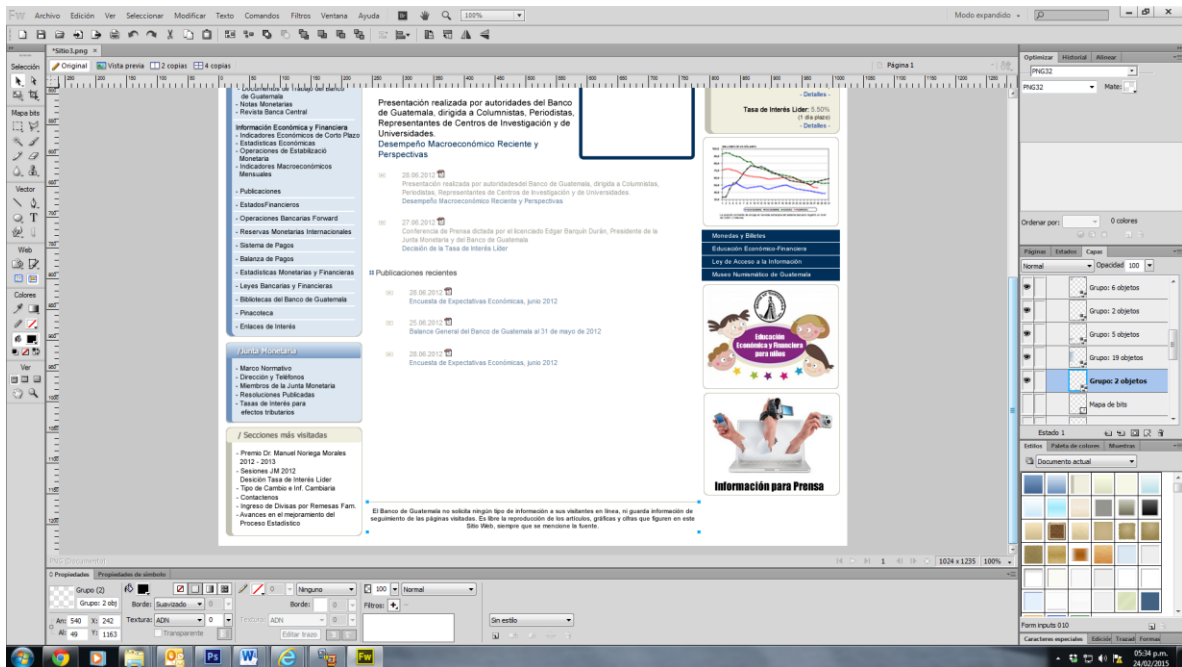 Archivo Edición Ver Seleccionar Modificar Texto Comandos Filtros Ventana Ayuda
100%
Modo expandido
*Sitio3.png
Original Vista previa 2 copias 4 copias
Página 1
Selección
Mapa bits
Vector
Web
Colores
Ver
- Documentos de Trabajo del Banco
de Guatemala
- Notas Monetarias
- Revista Banca Central
Información Económica y Financiera
- Indicadores Económicos de Corto Plazo
- Estadísticas Económicas
- Operaciones de Estabilzació
Monetaria
- Indicadores Macroeconómicos
Mensuales
- Publicaciones
- EstadosFinancieros
- Operaciones Bancarias Forward
- Reservas Monetarias Internacionales
- Sistema de Pagos
- Balanza de Pagos
- Estadísticas Monetarias y Financieras
- Leyes Bancarias y Financieras
- Bibliotecas del Banco de Guatemala
- Pinacoteca
- Enlaces de Interés
/Junta Monetaria
- Marco Normativo
- Dirección y Teléfonos
- Miembros de la Junta Monetaria
- Resoluciones Publicadas
- Tasas de Interés para
efectos tributarios
/ Secciones más visitadas
- Premio Dr. Manuel Noriega Morales
2012 - 2013
- Sesiones JM 2012
Desición Tasa de Interés Líder
- Tipo de Cambio e Inf. Cambiaria
- Contactenos
- Ingreso de Divisas por Remesas Fam.
- Avances en el mejoramiento del
Proceso Estadístico
Presentación realizada por autoridades del Banco
de Guatemala, dirigida a Columnistas, Periodistas,
Representantes de Centros de Investigación y de
Universidades.
Desempeño Macroeconómico Reciente y
Perspectivas
28.06.2012
Presentación realizada por autoridadesdel Banco de Guatemala, dirigida a Columnistas,
Periodistas, Representantes de Centros de Investigación y de Universidades.
Desempeño Macroeconómico Reciente y Perspectivas
27.06.2012
Conferencia de Prensa dictada por el licenciado Edgar Barquín Durán, Presidente de la
Junta Monetaria y del Banco de Guatemala
Decisión de la Tasa de Interés Líder
Publicaciones recientes
28.06.2012
Encuesta de Expectativas Económicas, junio 2012
25.06.2012
Balance General del Banco de Guatemala al 31 de mayo de 2012
28.06.2012
Encuesta de Expectativas Económicas, junio 2012
El Banco de Guatemala no solicita ningún tipo de información a sus visitantes en línea, ni guarda información de
seguimiento de las páginas visitadas. Es libre la reproducción de los artículos, gráficas y cifras que figuren en este
Sitio Web, siempre que se mencione la fuente.
- Detalles -
Tasa de Interés Líder: 5.50%
(1 día plazo)
- Detalles -
Monedas y Billetes
Educación Económico-Financiera
Ley de Acceso a la Información
Museo Numismático de Guatemala
Educación
Económica y Financiera
para niños
Información para Prensa
PNG (Documento)
1 1024 x 1235 100%
Optimizar Historial Alinear
PNG32
PNG32 Mate:
Ordenar por: 0 colores
Páginas Estados Capas
Normal Opacidad 100
Grupo: 6 objetos
Grupo: 2 objetos
Grupo: 5 objetos
Grupo: 19 objetos
Grupo: 2 objetos
Mapa de bits
Estado 1
Estilos Paleta de colores Muestras
Documento actual
Form inputs 010
Caracteres especiales Edición Trazad Formas
Propiedades Propiedades de símbolo
Grupo (2) 0 Ninguno 100 Normal
Grupo: 2 obj Borde: Suavizado 0 Borde: 0 Filtros:
An: 540 X: 242 Textura: ADN 0 Textura: ADN 0 Sin estilo
Al: 49 Y: 1163 Transparente Editar trazo
05:34 p.m.
24/02/2015